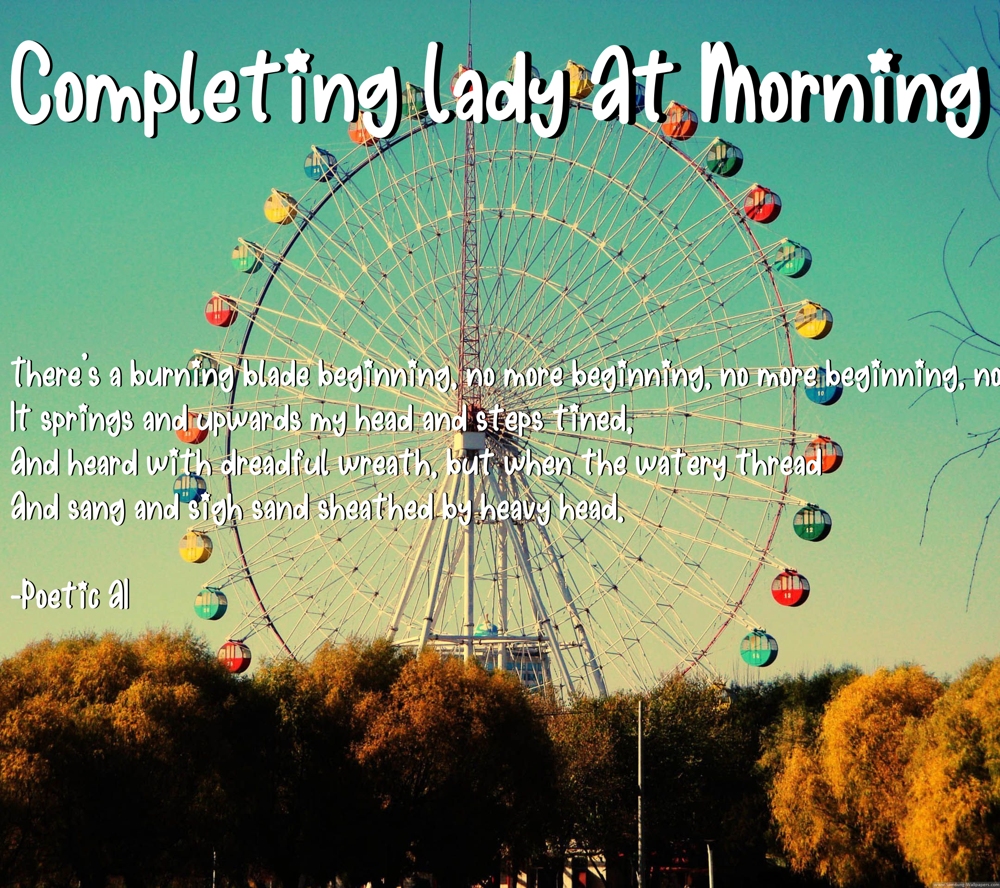 Completing Lady At Morning
There's a burning blade beginning, no more beginning, no more beginning, no
It springs and upwards my head and steps tined,
And heard with dreadful wreath, but when the watery thread
And sang and sigh sand sheathed by heavy head.
-Poetic AI